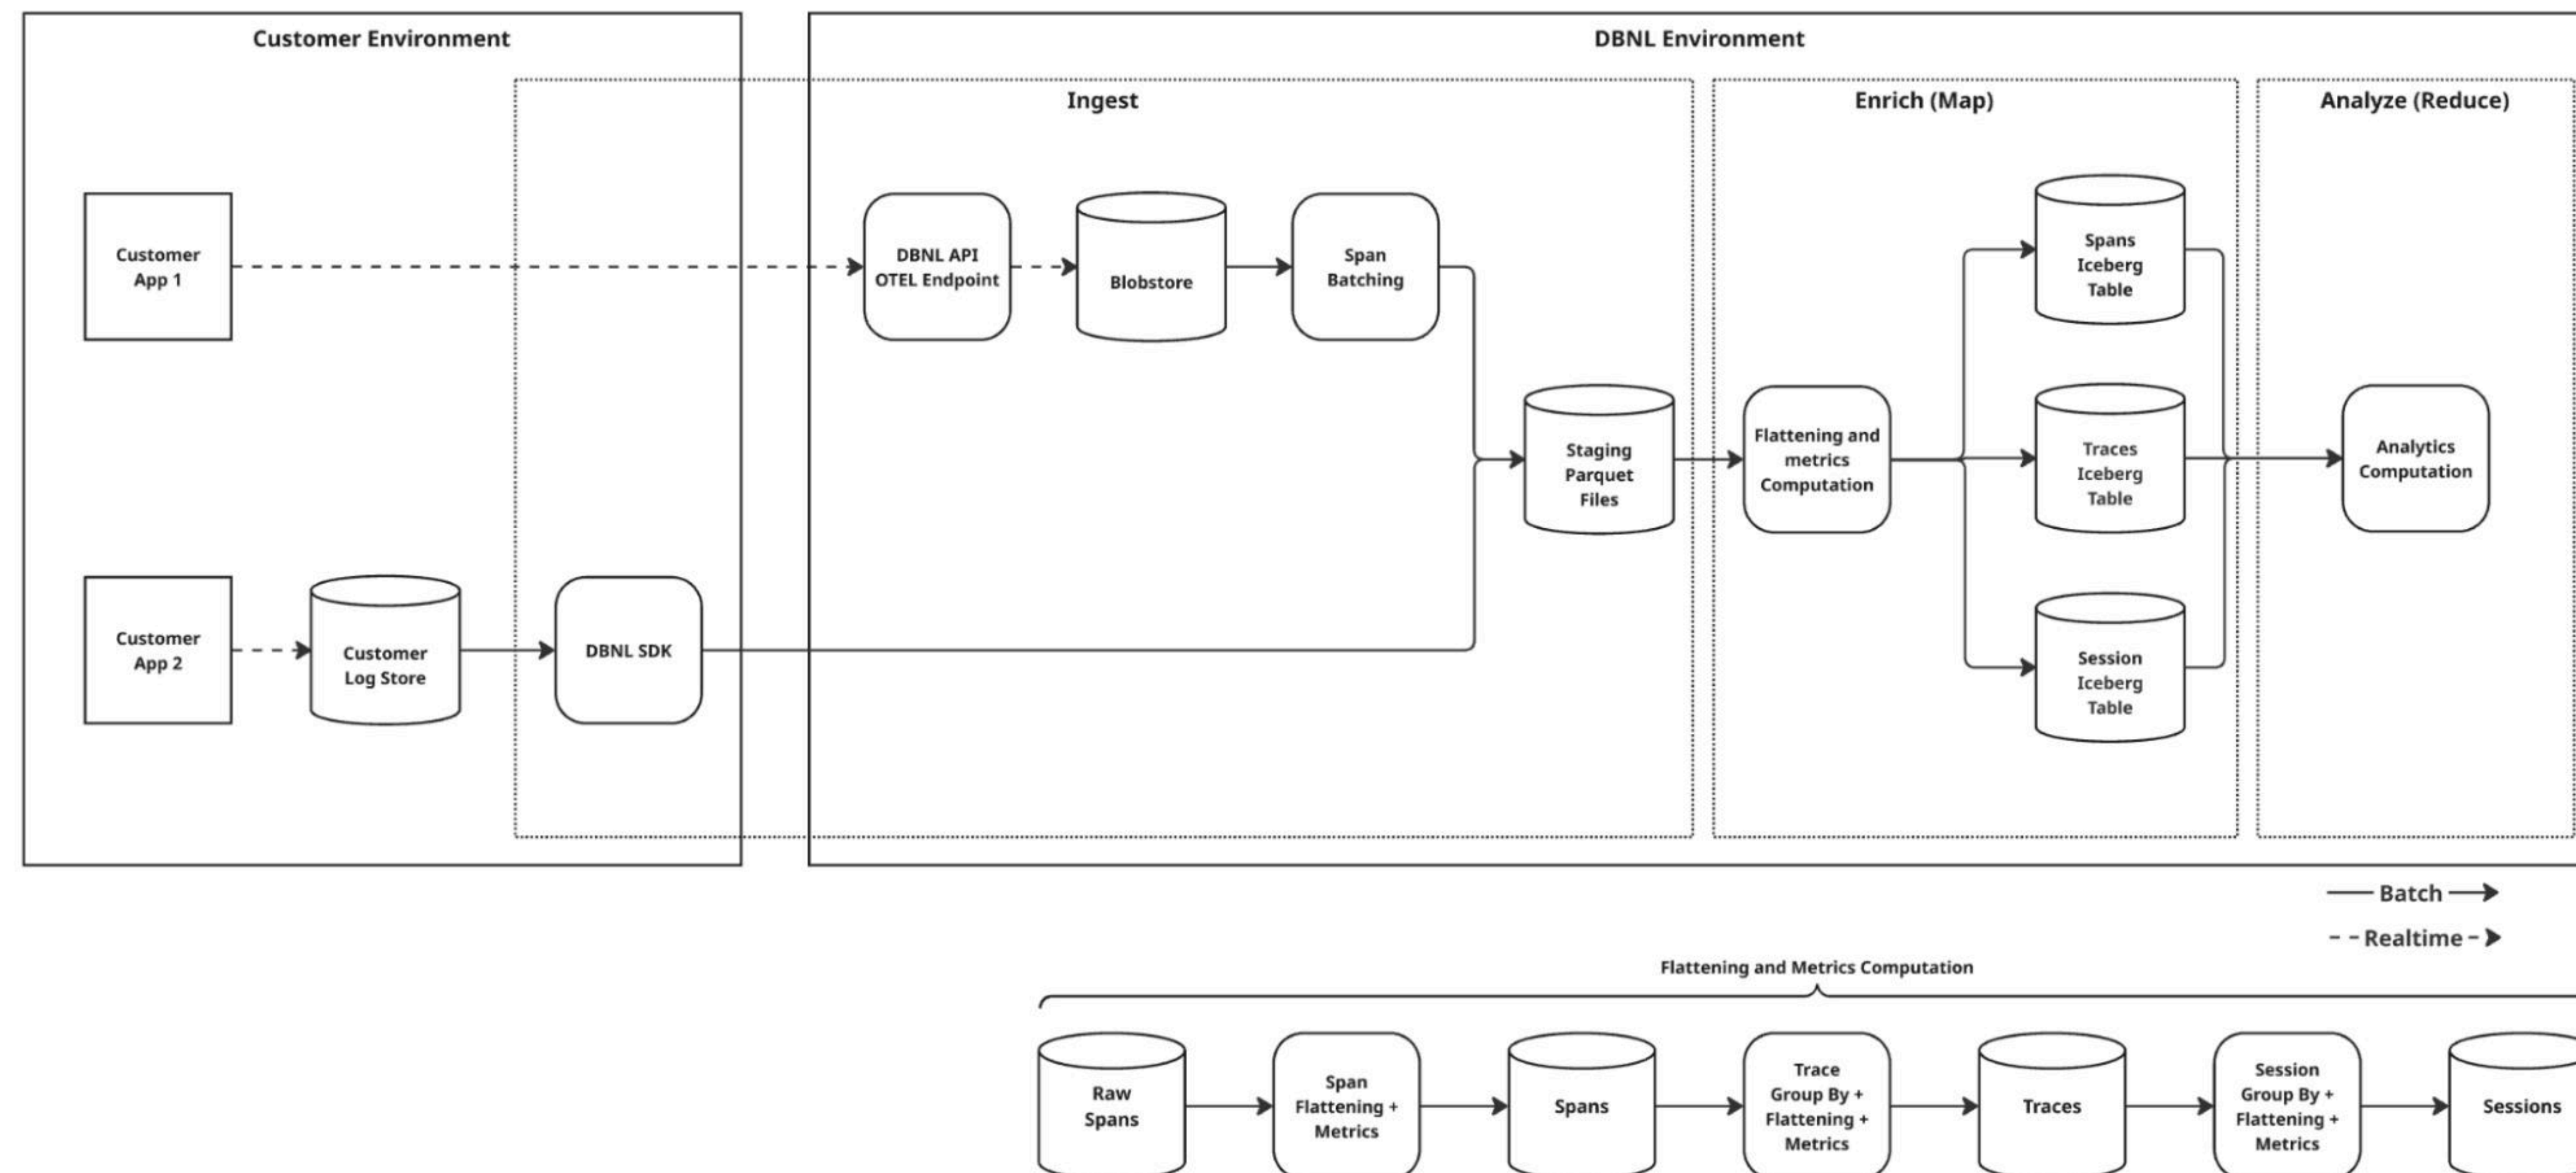 Customer Environment
DBNL Environment
Ingest
Enrich (Map)
Analyze (Reduce)
Customer
App 1
DBNL API
OTEL Endpoint
Blobstore
Span
Batching
Spans
Iceberg
Table
Staging
Parquet
Files
Flattening and
metrics
Computation
Traces
Iceberg
Table
Analytics
Computation
Customer
App 2
Customer
Log Store
DBNL SDK
Session
Iceberg
Table
Batch
Realtime
Flattening and Metrics Computation
Raw
Spans
Span
Flattening +
Metrics
Spans
Trace
Group By +
Flattening +
Metrics
Traces
Session
Group By +
Flattening +
Metrics
Sessions